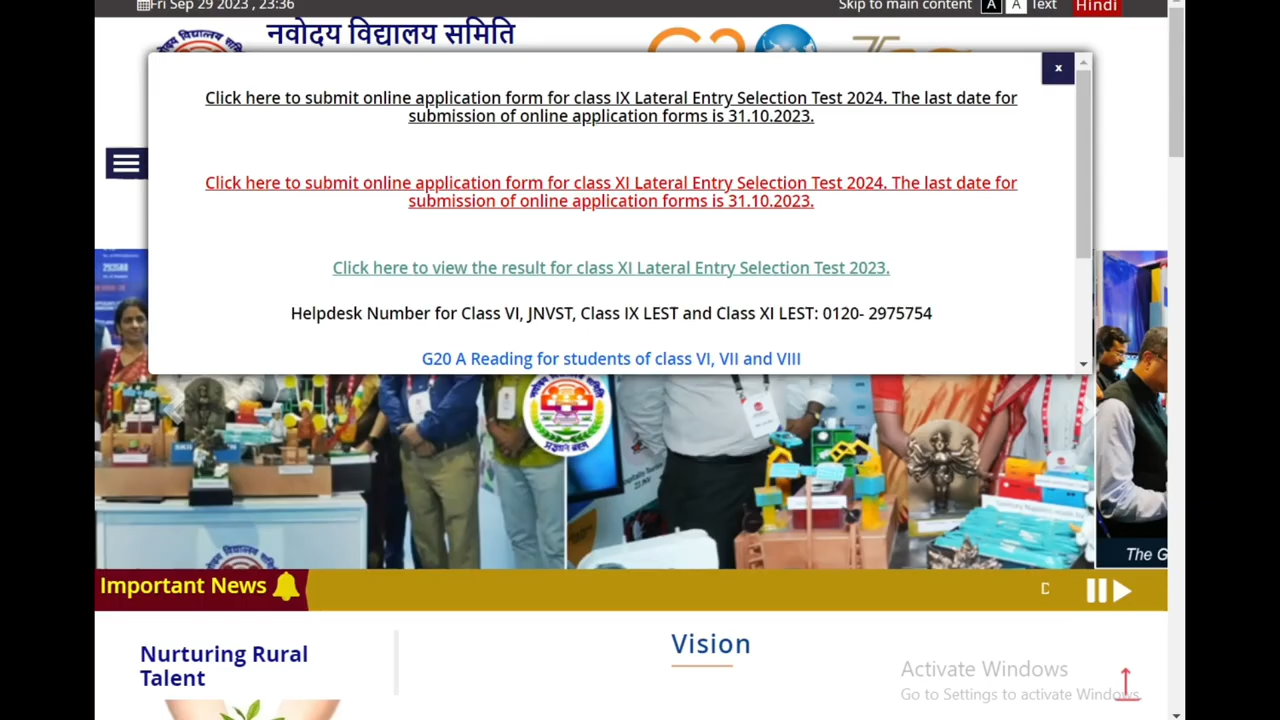 Fri Sep 29 2023 , 23:36
Skip to main content A A Text Hindi
नवोदय विद्यालय समिति
x
Click here to submit online application form for class IX Lateral Entry Selection Test 2024. The last date for
submission of online application forms is 31.10.2023.
Click here to submit online application form for class XI Lateral Entry Selection Test 2024. The last date for
submission of online application forms is 31.10.2023.
Click here to view the result for class XI Lateral Entry Selection Test 2023.
Helpdesk Number for Class VI, JNVST, Class IX LEST and Class XI LEST: 0120- 2975754
G20 A Reading for students of class VI, VII and VIII
The G
Important News
Nurturing Rural
Talent
Vision
Activate Windows
Go to Settings to activate Windows.